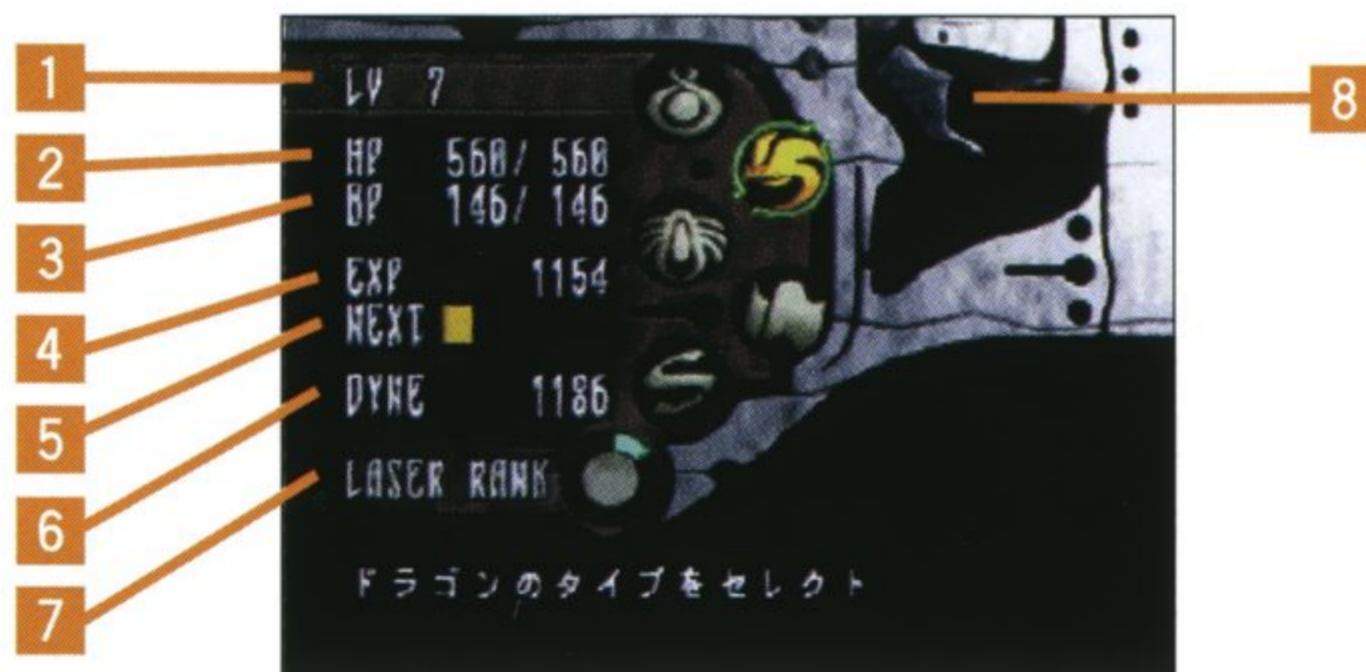 1
LV 7
2
HP 560/ 560
3
BP 146/ 146
4
EXP 1154
5
NEXT
6
DYNE 1186
7
LASER RANK
8
ドラゴンのタイプをセレクト